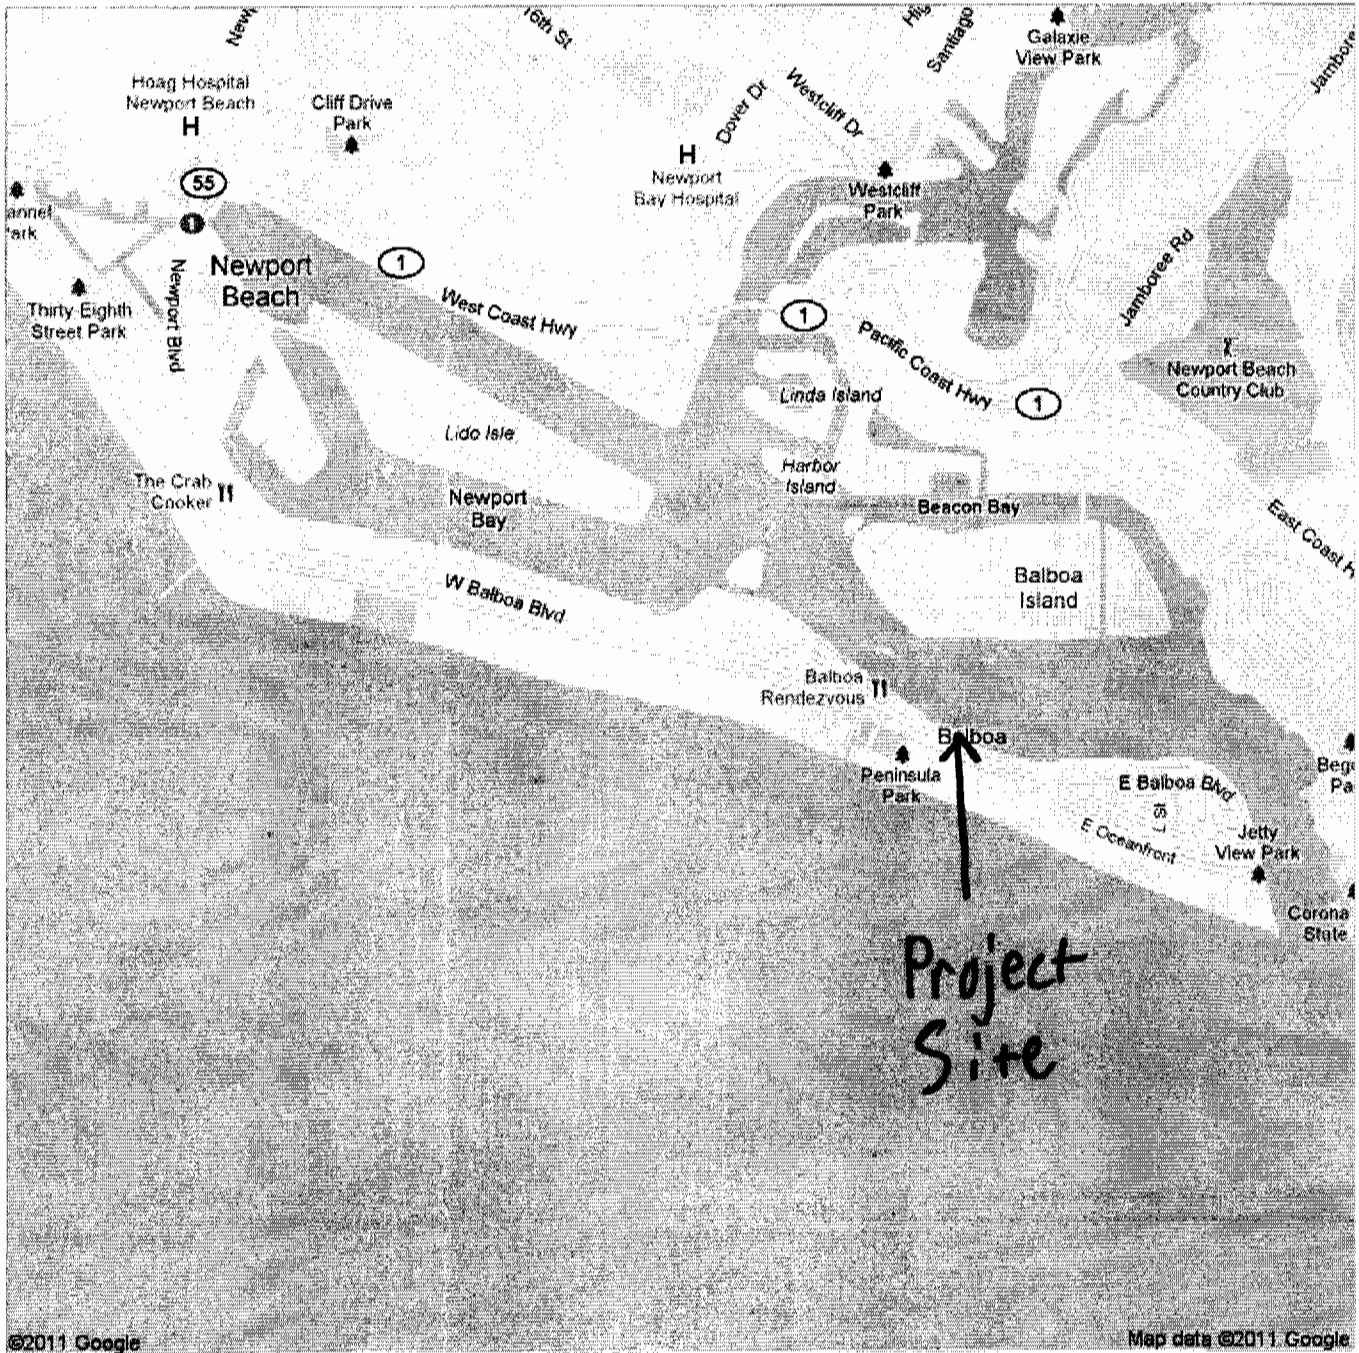 16th St
Santiago
Galaxie
View Park
Hoag Hospital
Newport Beach
H
Cliff Drive
Park
Dover Dr
Westcliff Dr
H
Newport
Bay Hospital
Westcliff
Park
55
1
Newport
Beach
1
Newport Blvd
Thirty-Eighth
Street Park
West Coast Hwy
1
Pacific Coast Hwy
Jamboree Rd
Newport Beach
Country Club
1
Linda Island
Lido Isle
Harbor
Island
The Crab
Cooker
Newport
Bay
Beacon Bay
East Coast H
Balboa
Island
W Balboa Blvd
Balboa
Rendezvous
Balboa
Peninsula
Park
E Balboa Blvd
E Oceanfront
Jetty
View Park
Corona
State
Project
Site
©2011 Google
Map data ©2011 Google